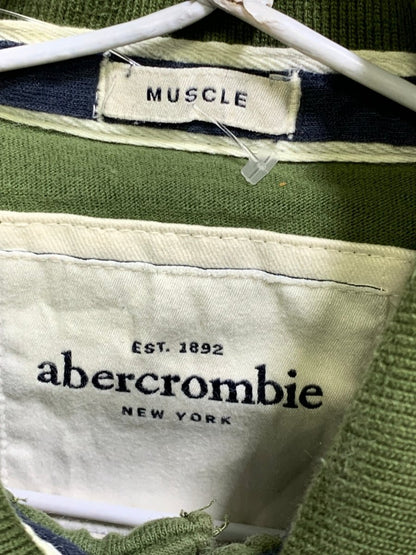 MUSCLE
EST. 1892
abercrombie
NEW YORK